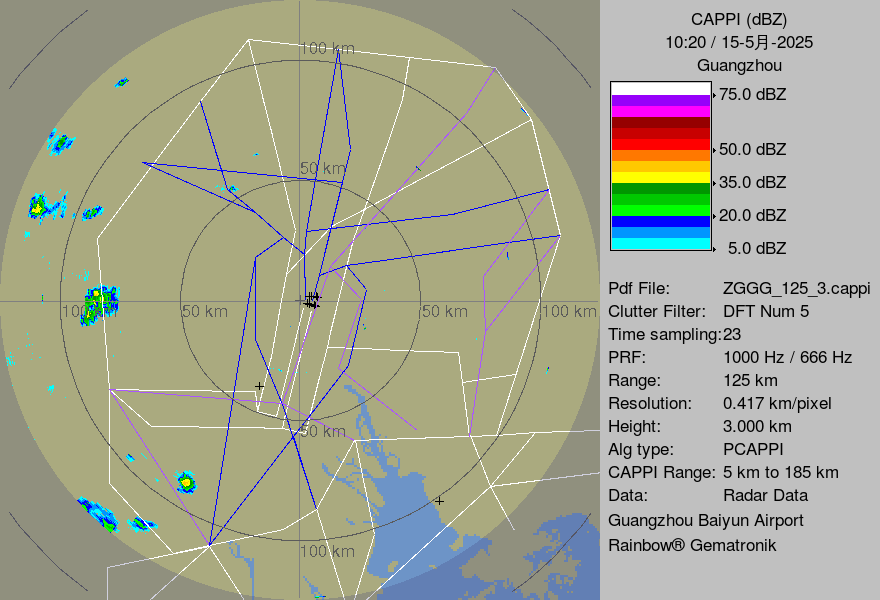 CAPPI (dBZ)
10:20 / 15-5月-2025
Guangzhou
75.0 dBZ
50.0 dBZ
35.0 dBZ
20.0 dBZ
5.0 dBZ
100 km
50 km
100 km
50 km
50 km
100 km
50 km
100 km
Pdf File: ZGGG_125_3.cappi
Clutter Filter: DFT Num 5
Time sampling:23
PRF: 1000 Hz / 666 Hz
Range: 125 km
Resolution: 0.417 km/pixel
Height: 3.000 km
Alg type: PCAPPI
CAPPI Range: 5 km to 185 km
Data: Radar Data
Guangzhou Baiyun Airport
Rainbow® Gematronik